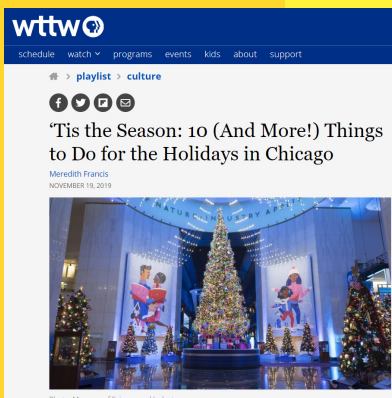 wttw
schedule watch programs events kids about support
playlist > culture
‘Tis the Season: 10 (And More!) Things
to Do for the Holidays in Chicago
Meredith Francis
NOVEMBER 19, 2019
INDUSTRY